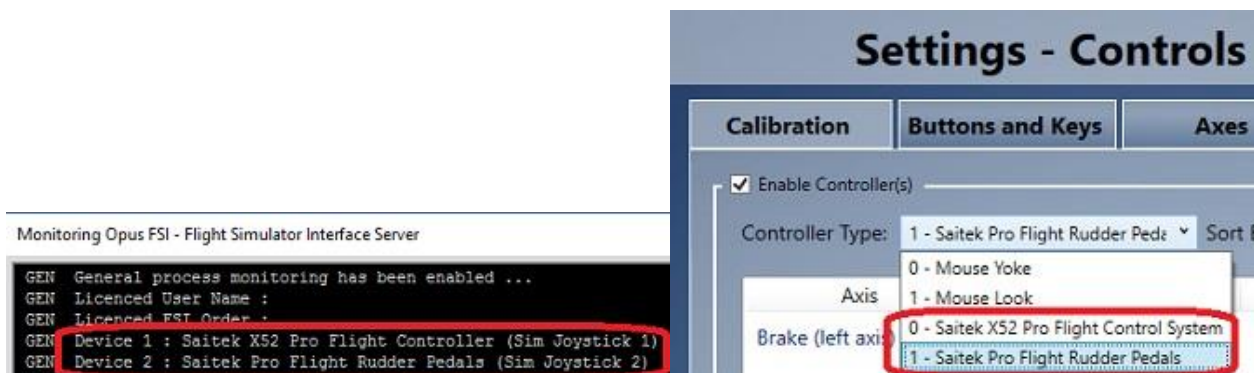 Monitoring Opus FSI - Flight Simulator Interface Server
GEN General process monitoring has been enabled ...
GEN Licenced User Name :
GEN Licenced FSI Order :
GEN Device 1 : Saitek X52 Pro Flight Controller (Sim Joystick 1)
GEN Device 2 : Saitek Pro Flight Rudder Pedals (Sim Joystick 2)
Settings - Controls
Calibration Buttons and Keys Axes
Enable Controller(s)
Controller Type: 1 - Saitek Pro Flight Rudder Peda Sort
0 - Mouse Yoke
Axis 1 - Mouse Look
0 - Saitek X52 Pro Flight Control System
Brake (left axis)
1 - Saitek Pro Flight Rudder Pedals